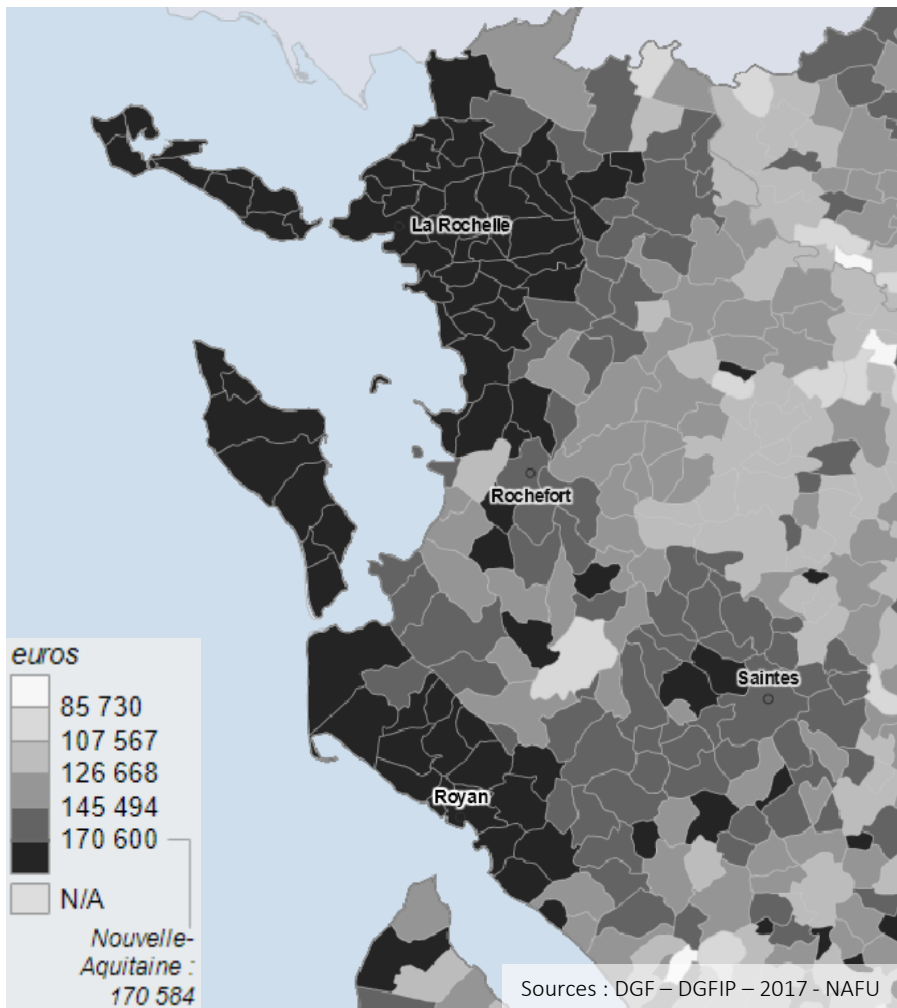 La Rochelle
Rochefort
Saintes
Royan
euros
85 730
107 567
126 668
145 494
170 600
N/A
Nouvelle-
Aquitaine :
170 584
Sources : DGF – DGFIP – 2017 - NAFU